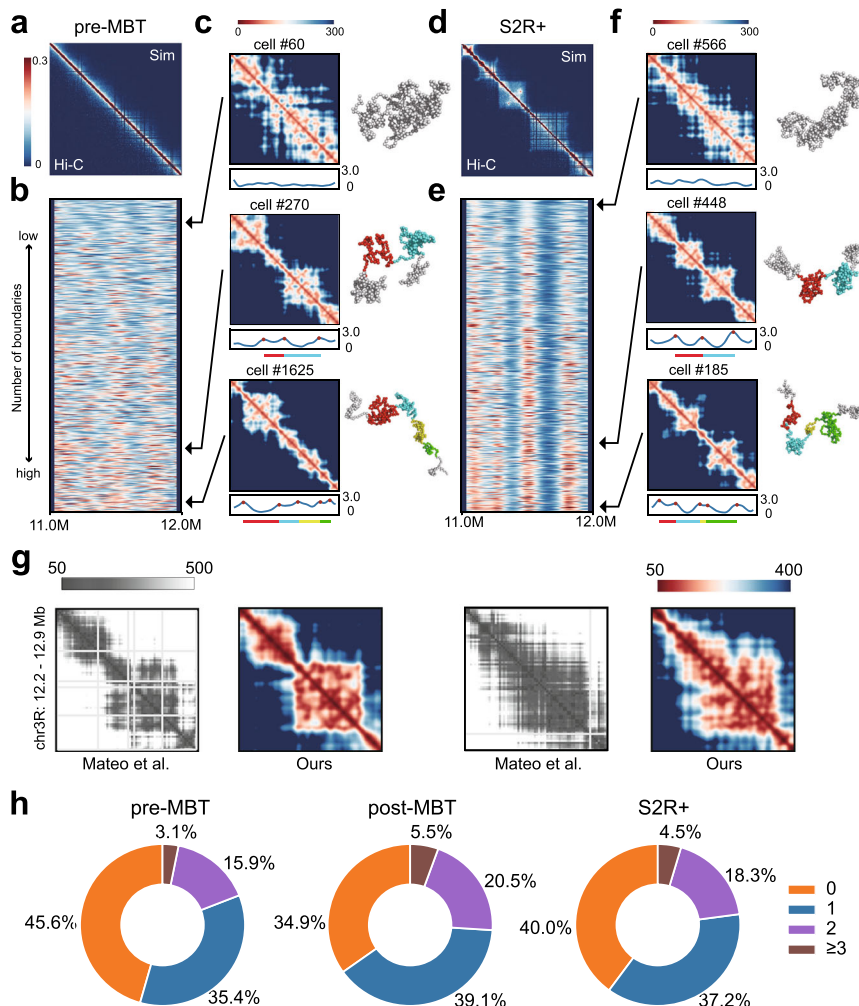 a
pre-MBT
0.3
0
Sim
Hi-C
b
low
Number of boundaries
high
11.0M
12.0M
c
0
150
300
cell #60
3.0
0
cell #270
3.0
0
cell #1625
3.0
0
d
S2R+
Sim
Hi-C
e
11.0M
12.0M
f
0
150
300
cell #566
3.0
0
cell #448
3.0
0
cell #185
3.0
0
g
50
500
50
400
chr3R: 12.2 - 12.9 Mb
Mateo et al.
Ours
Mateo et al.
Ours
h
pre-MBT
3.1%
15.9%
45.6%
35.4%
post-MBT
5.5%
20.5%
34.9%
39.1%
S2R+
4.5%
18.3%
40.0%
37.2%
0
1
2
≥3